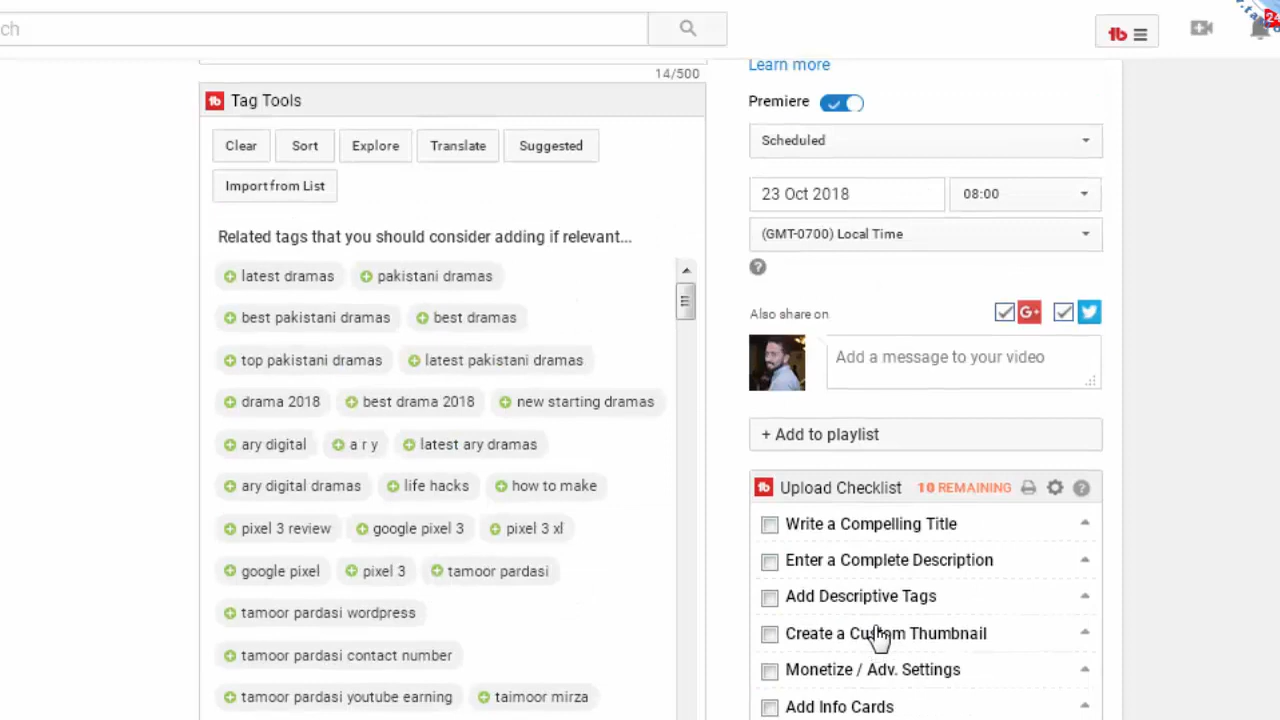 ch
24
14/500
Tag Tools
Clear
Sort
Explore
Translate
Suggested
Import from List
Related tags that you should consider adding if relevant...
latest dramas
pakistani dramas
best pakistani dramas
best dramas
top pakistani dramas
latest pakistani dramas
drama 2018
best drama 2018
new starting dramas
ary digital
a r y
latest ary dramas
ary digital dramas
life hacks
how to make
pixel 3 review
google pixel 3
pixel 3 xl
google pixel
pixel 3
tamoor pardasi
tamoor pardasi wordpress
tamoor pardasi contact number
tamoor pardasi youtube earning
taimoor mirza
Learn more
Premiere
Scheduled
23 Oct 2018
08:00
(GMT-0700) Local Time
Also share on
G+
Add a message to your video
+ Add to playlist
Upload Checklist
10 REMAINING
Write a Compelling Title
Enter a Complete Description
Add Descriptive Tags
Create a Custom Thumbnail
Monetize / Adv. Settings
Add Info Cards